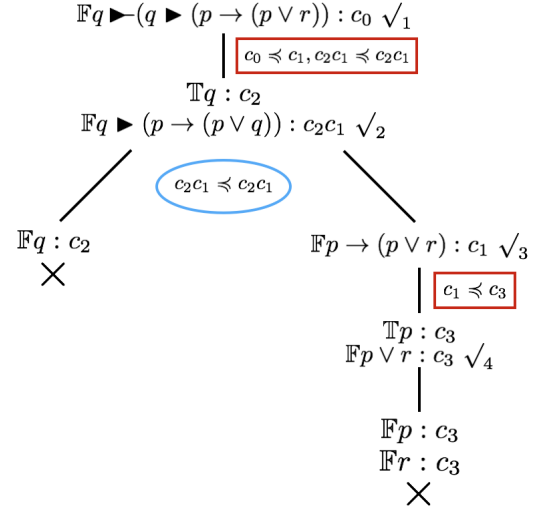 𝔽q ▶– (q ▶ (p → (p ∨ r)) : c₀ √₁
c₀ ≼ c₁, c₂c₁ ≼ c₂c₁
𝕋q : c₂
𝔽q ▶ (p → (p ∨ q)) : c₂c₁ √₂
c₂c₁ ≼ c₂c₁
𝔽q : c₂
×
𝔽p → (p ∨ r) : c₁ √₃
c₁ ≼ c₃
𝕋p : c₃
𝔽p ∨ r : c₃ √₄
𝔽p : c₃
𝔽r : c₃
×